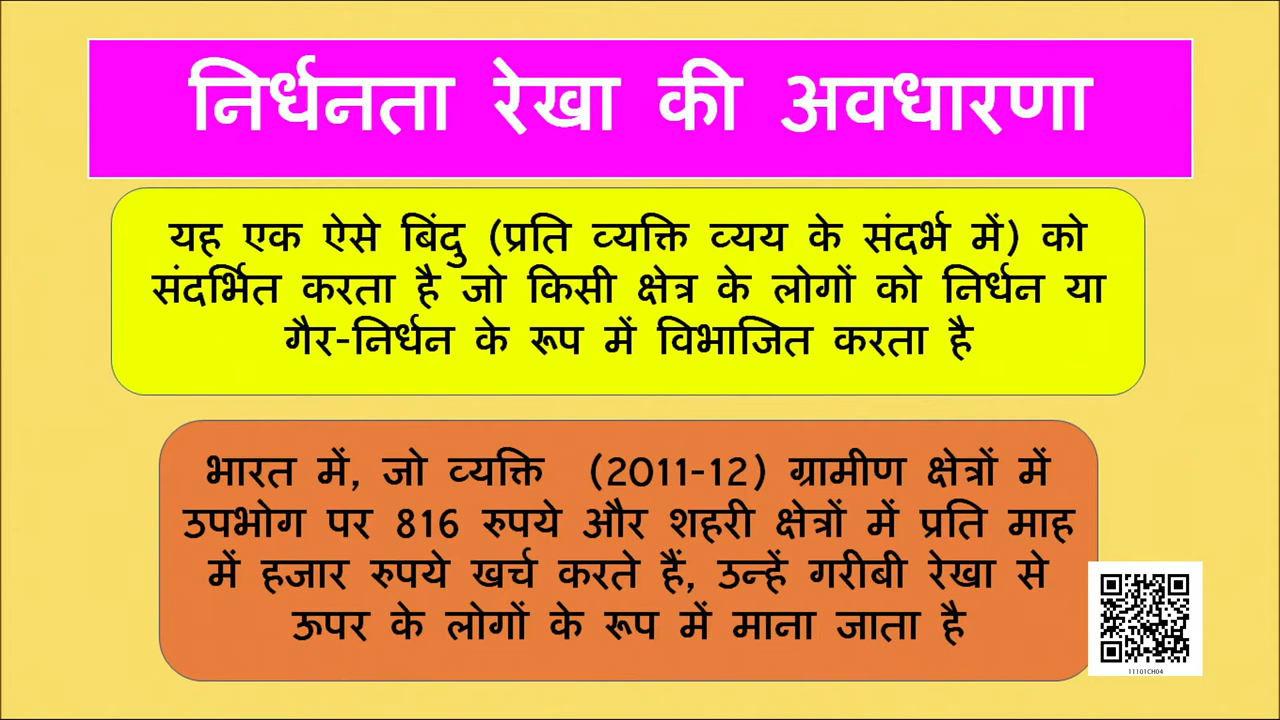 निर्धनता रेखा की अवधारणा
यह एक ऐसे बिंदु (प्रति व्यक्ति व्यय के संदर्भ में) को
संदर्भित करता है जो किसी क्षेत्र के लोगों को निर्धन या
गैर-निर्धन के रूप में विभाजित करता है
भारत में, जो व्यक्ति (2011-12) ग्रामीण क्षेत्रों में
उपभोग पर 816 रुपये और शहरी क्षेत्रों में प्रति माह
में हजार रुपये खर्च करते हैं, उन्हें गरीबी रेखा से
ऊपर के लोगों के रूप में माना जाता है
11101CH04